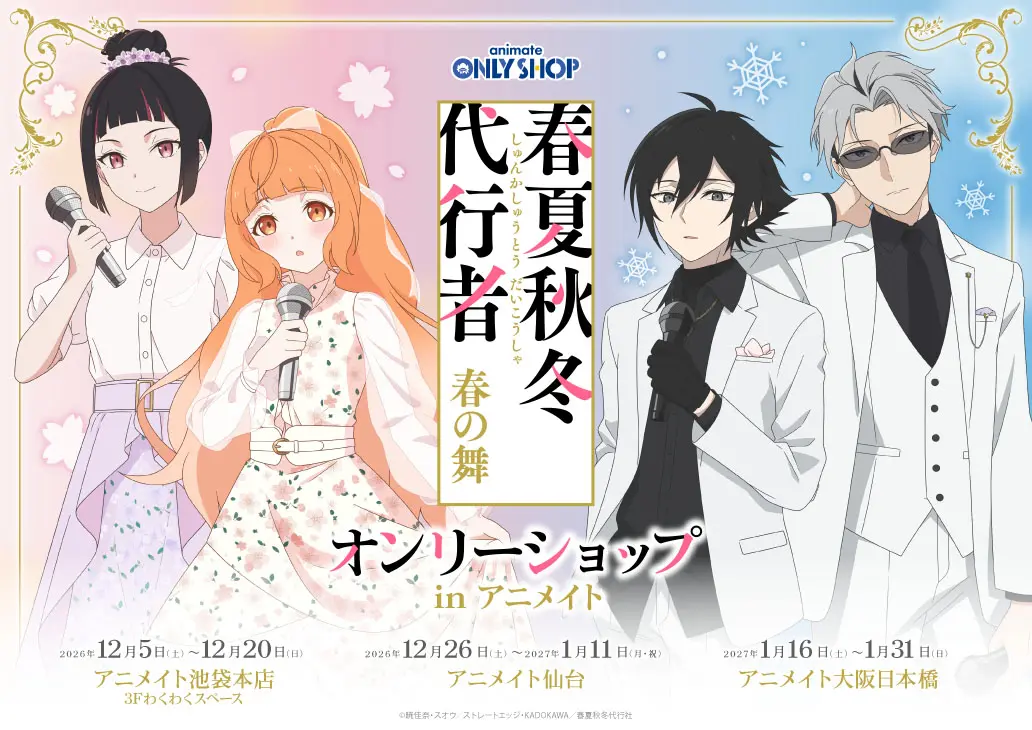 animate
ONLY SHOP
春夏秋冬
しゅんかしゅうとう だいこうしゃ
代行者
春の舞
オンリーショップ
in アニメイト
2026年12月5日(土)~12月20日(日)
アニメイト池袋本店
3Fわくわくスペース
2026年12月26日(土)~2027年1月11日(月・祝)
アニメイト仙台
2027年1月16日(土)~1月31日(日)
アニメイト大阪日本橋
©暁佳奈・スオウ/ストレートエッジ・KADOKAWA/春夏秋冬代行社